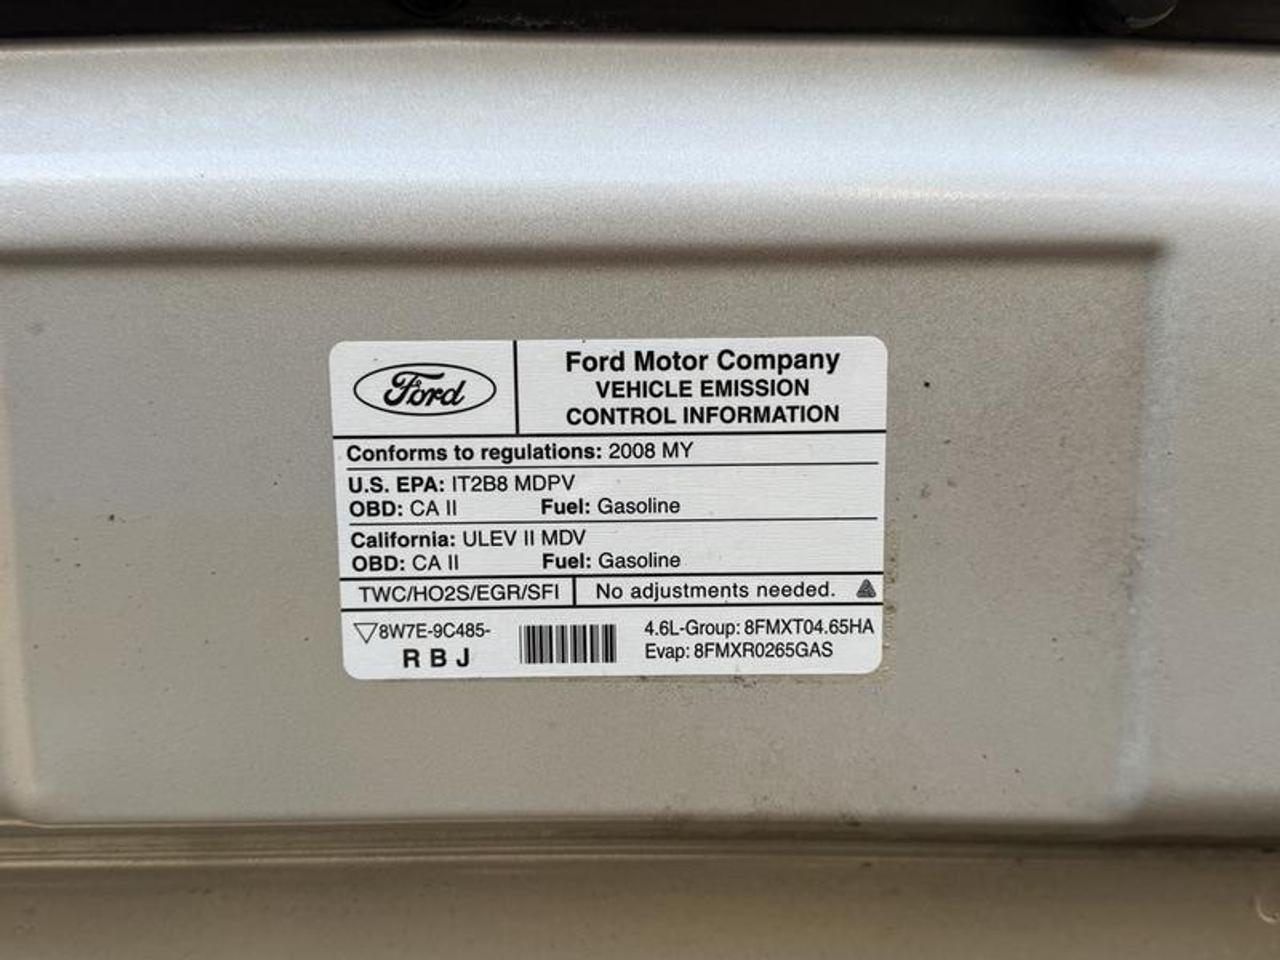 Ford
Ford Motor Company
VEHICLE EMISSION
CONTROL INFORMATION
Conforms to regulations: 2008 MY
U.S. EPA: IT2B8 MDPV
OBD: CA II Fuel: Gasoline
California: ULEV II MDV
OBD: CA II Fuel: Gasoline
TWC/HO2S/EGR/SFI No adjustments needed.
8W7E-9C485-
R B J
4.6L-Group: 8FMXT04.65HA
Evap: 8FMXR0265GAS